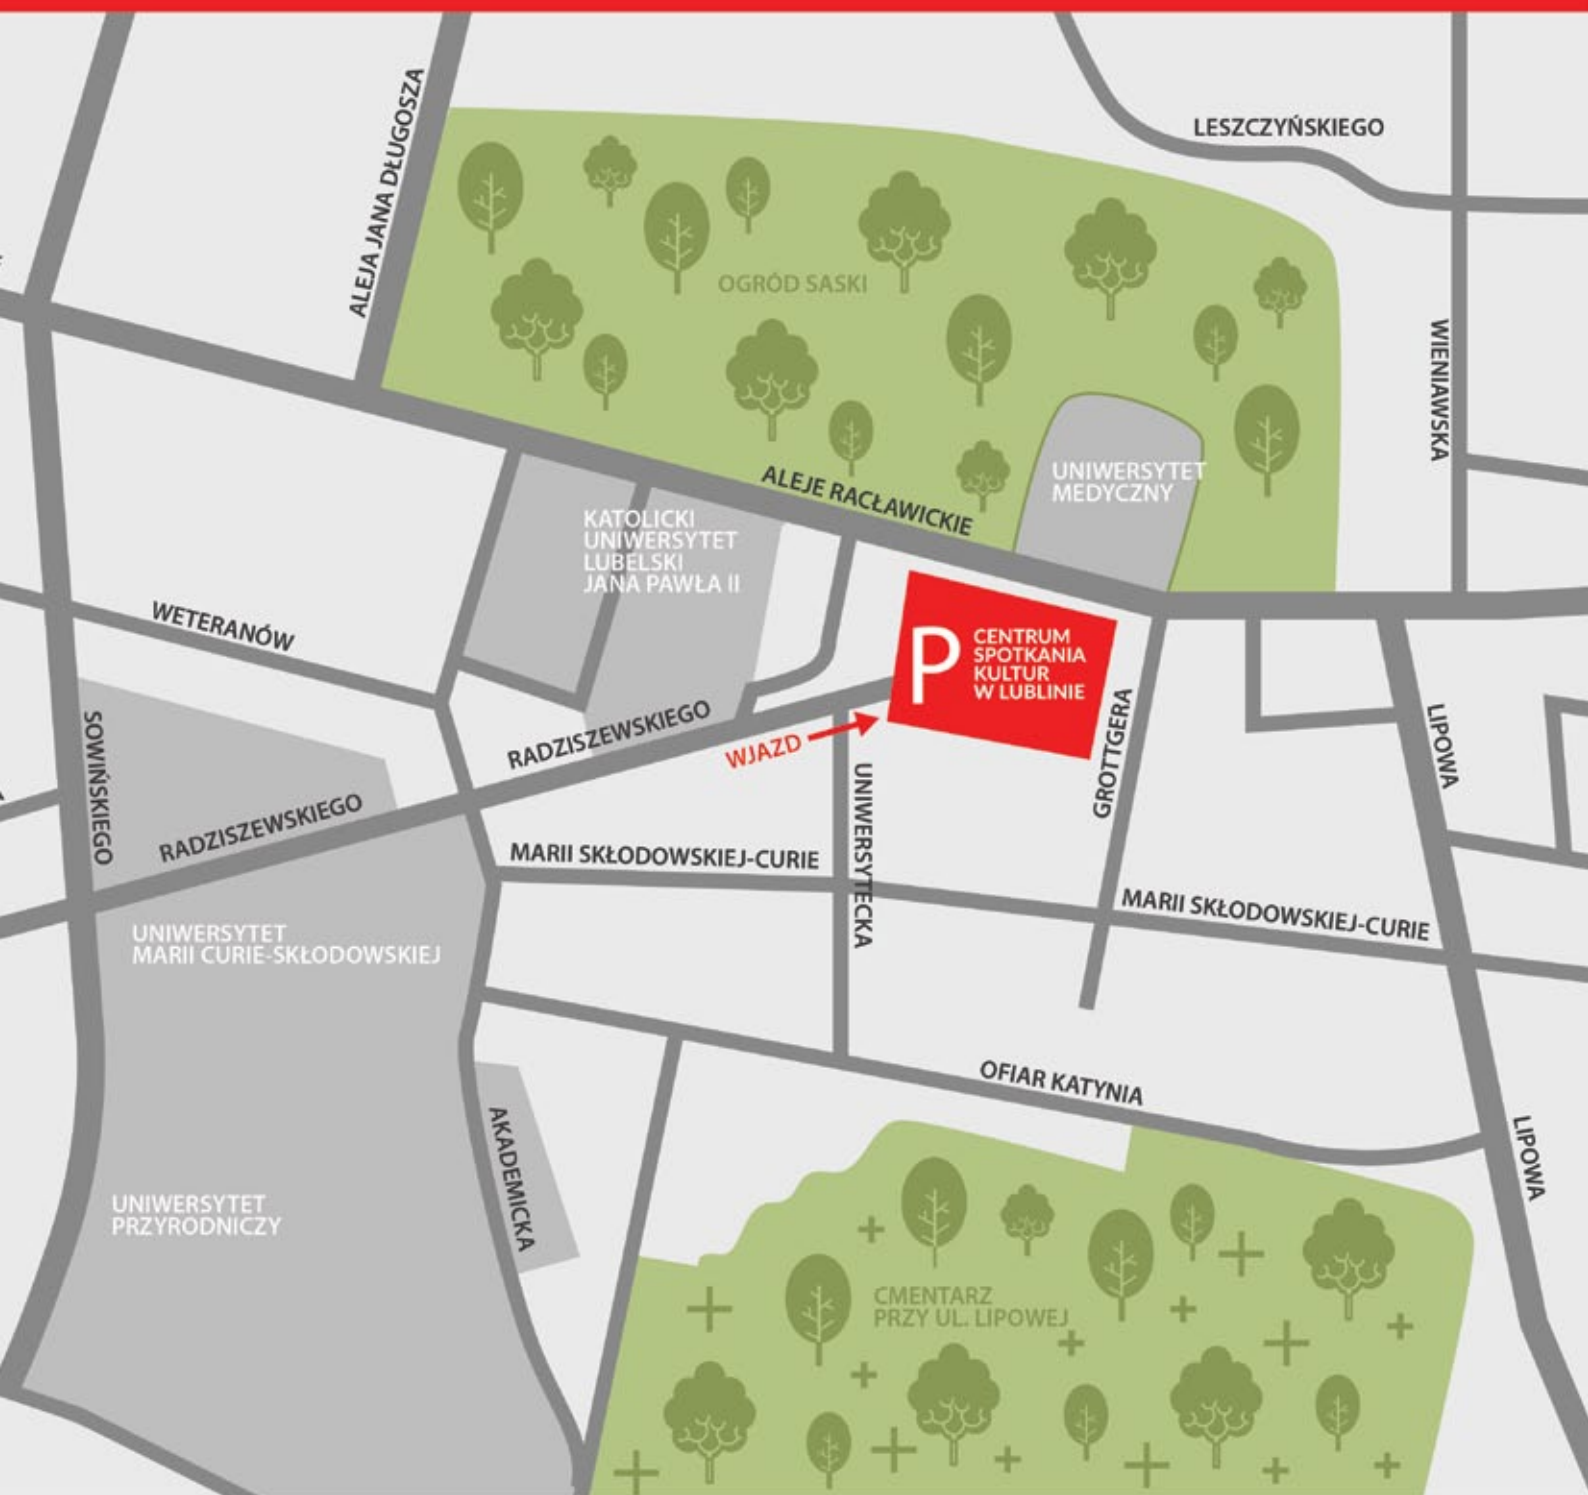 ALEJA JANA DŁUGOSZA
LESZCZYŃSKIEGO
OGRÓD SASKI
WIENIAWSKA
ALEJE RACŁAWICKIE
UNIWERSYTET
MEDYCZNY
KATOLICKI
UNIWERSYTET
LUBELSKI
JANA PAWŁA II
WETERANÓW
P
CENTRUM
SPOTKANIA
KULTUR
W LUBLINIE
SOWIŃSKIEGO
RADZISZEWSKIEGO
WJAZD
GROTTGERA
LIPOWA
RADZISZEWSKIEGO
UNIWERSYTECKA
MARII SKŁODOWSKIEJ-CURIE
MARII SKŁODOWSKIEJ-CURIE
UNIWERSYTET
MARII CURIE-SKŁODOWSKIEJ
OFIAR KATYNIA
AKADEMICKA
LIPOWA
UNIWERSYTET
PRZYRODNICZY
CMENTARZ
PRZY UL. LIPOWEJ